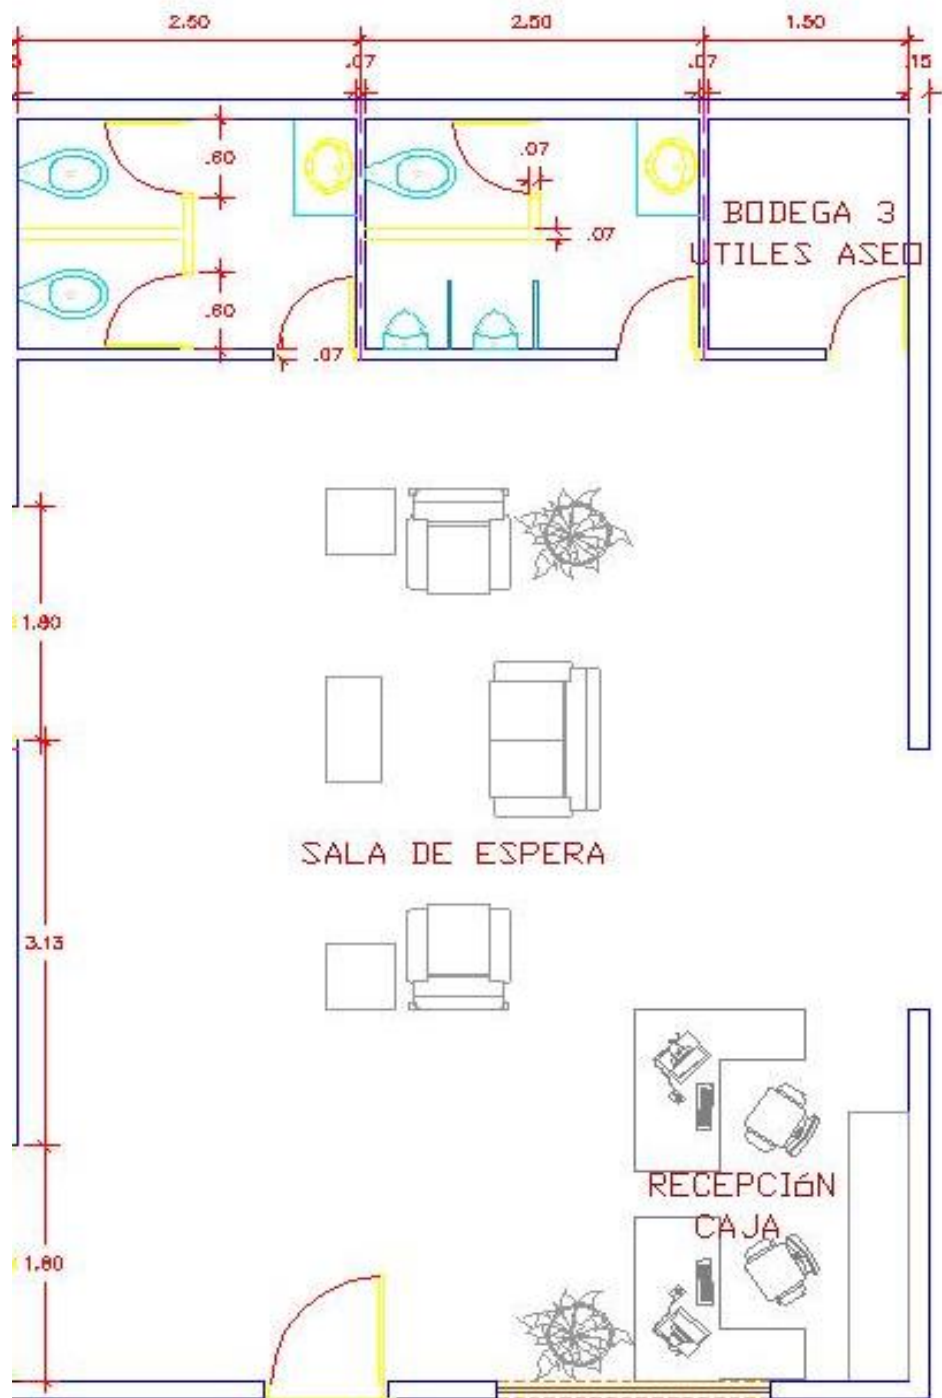 2.50
2.50
1.50
.07
.07
.15
.60
.07
.07
BODEGA 3
UTILES ASEO
.60
.07
1.80
SALA DE ESPERA
3.13
RECEPCIóN
CAJA
1.80